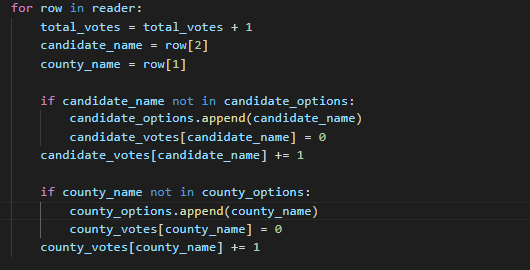 for row in reader:
    total_votes = total_votes + 1
    candidate_name = row[2]
    county_name = row[1]
    if candidate_name not in candidate_options:
        candidate_options.append(candidate_name)
        candidate_votes[candidate_name] = 0
    candidate_votes[candidate_name] += 1
    if county_name not in county_options:
        county_options.append(county_name)
        county_votes[county_name] = 0
    county_votes[county_name] += 1